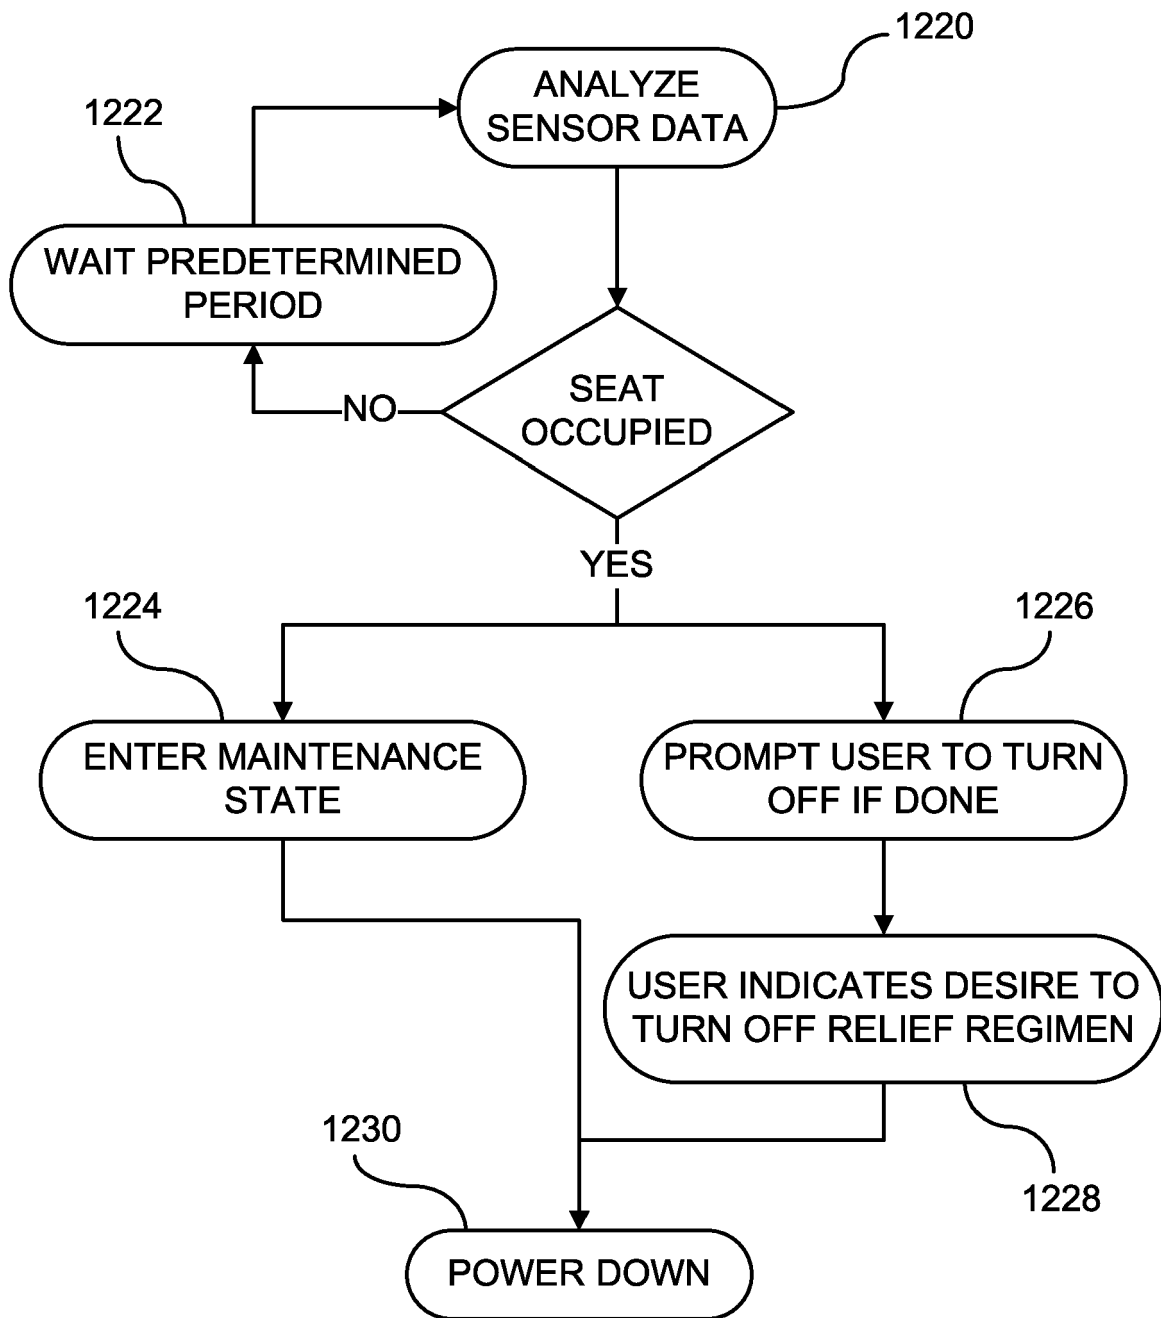 1220
ANALYZE
SENSOR DATA
1222
WAIT PREDETERMINED
PERIOD
SEAT
OCCUPIED
NO
YES
1224
1226
ENTER MAINTENANCE
STATE
PROMPT USER TO TURN
OFF IF DONE
USER INDICATES DESIRE TO
TURN OFF RELIEF REGIMEN
1228
1230
POWER DOWN